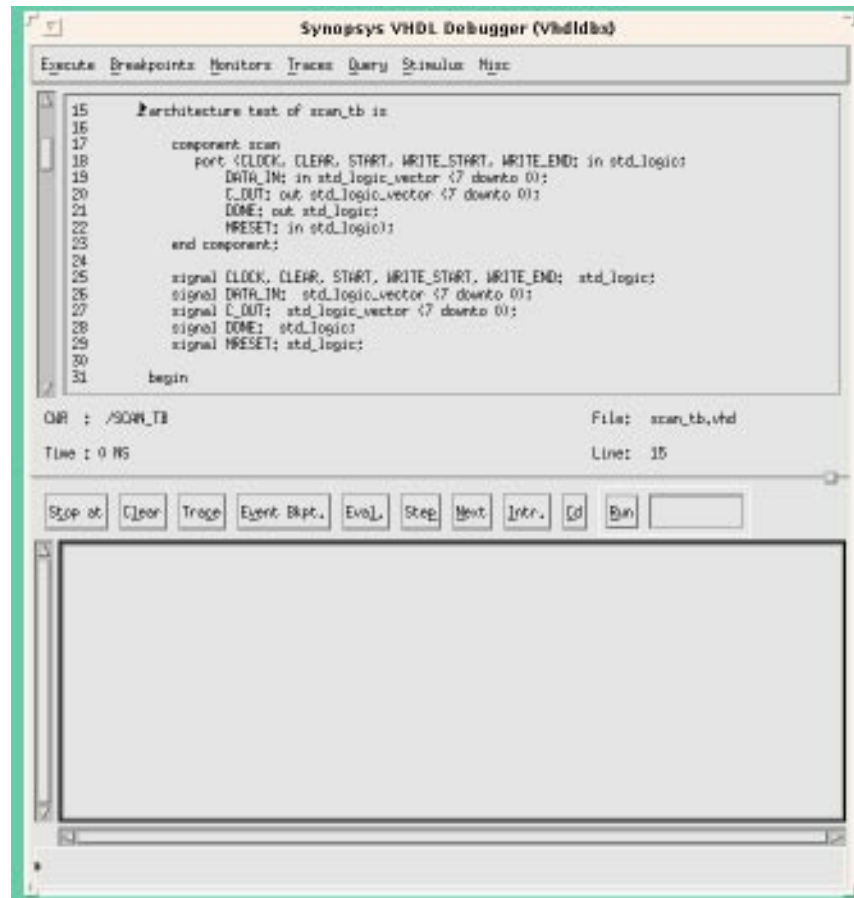 Synopsys VHDL Debugger (Vhdldbx)
Execute Breakpoints Monitors Traces Query Stimulus Misc
15 architecture test of scan_tb is
16
17 component scan
18 port (CLOCK, CLEAR, START, WRITE_START, WRITE_END: in std_logic;
19 DATA_IN: in std_logic_vector (7 downto 0);
20 C_OUT: out std_logic_vector (7 downto 0);
21 DONE: out std_logic;
22 MRESET: in std_logic);
23 end component;
24
25 signal CLOCK, CLEAR, START, WRITE_START, WRITE_END: std_logic;
26 signal DATA_IN: std_logic_vector (7 downto 0);
27 signal C_OUT: std_logic_vector (7 downto 0);
28 signal DONE: std_logic;
29 signal MRESET: std_logic;
30
31 begin
CWR : /SCAN_TB File: scan_tb.vhd
Time : 0 NS Line: 15
Stop at Clear Trace Event Bkpt. Eval. Step Next Intr. Cd Run